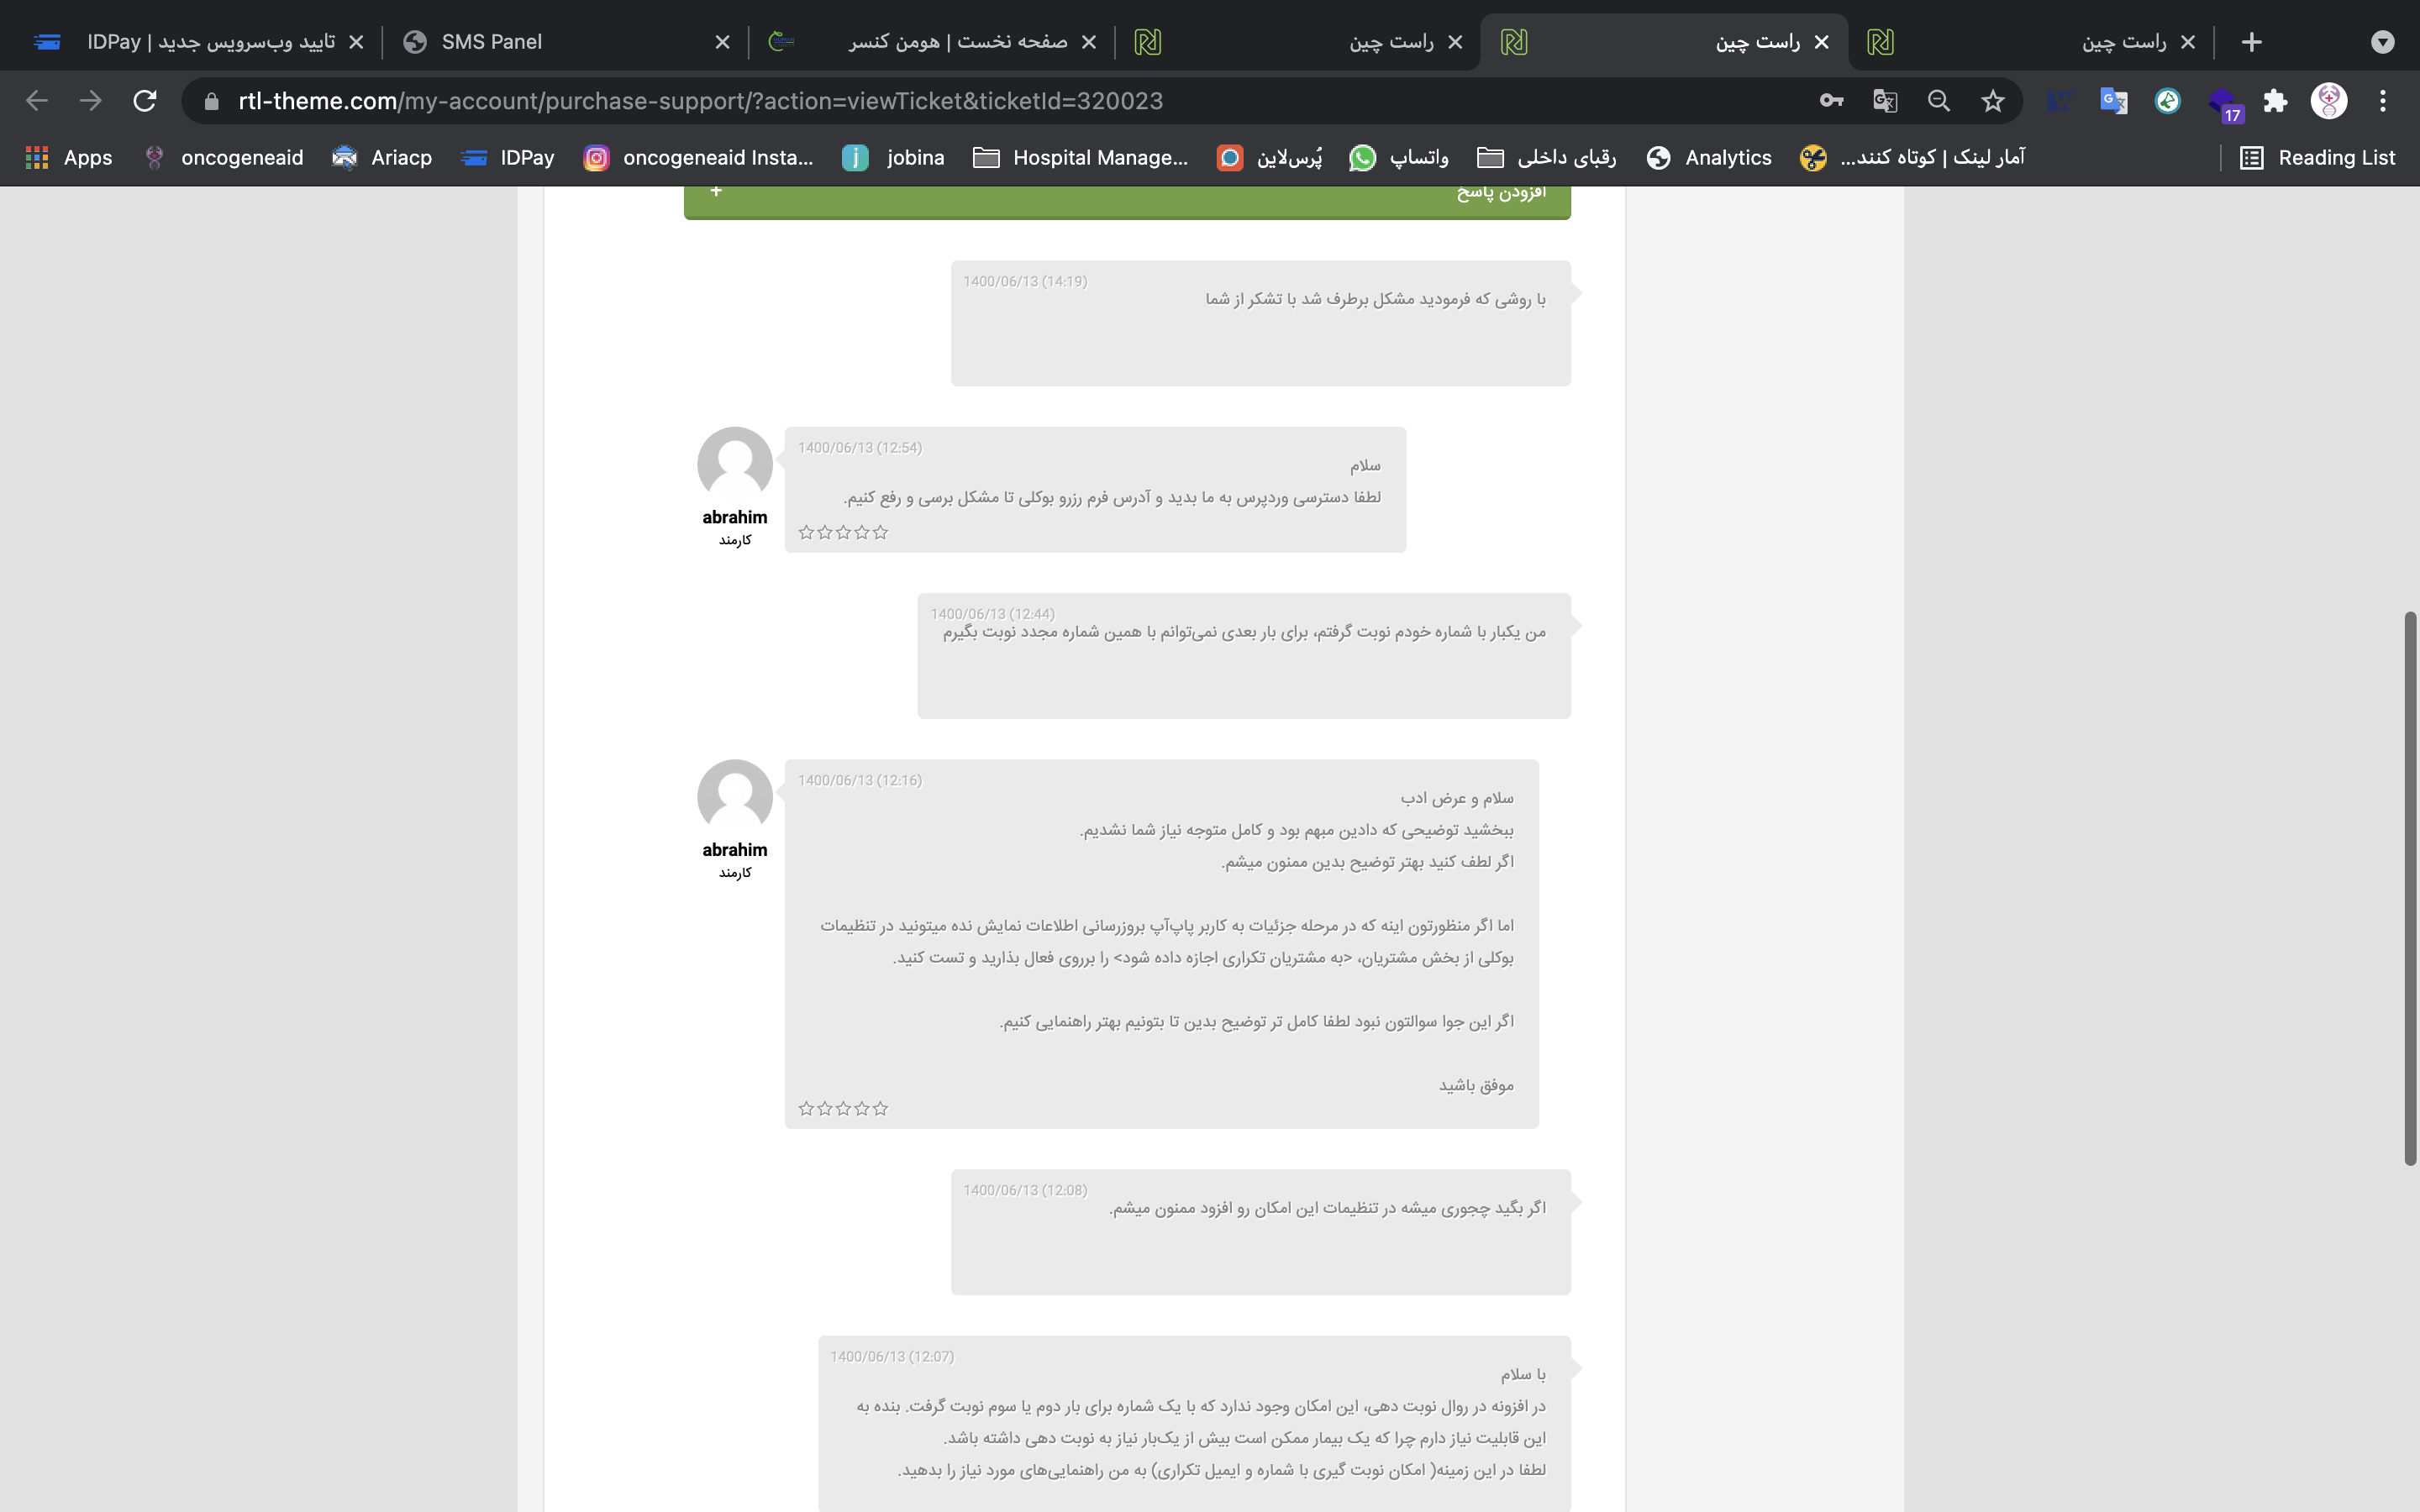 IDPay | تایید وب‌سرویس جدید
SMS Panel
صفحه نخست | هومن کنسر
راست چین
راست چین
راست چین
rtl-theme.com/my-account/purchase-support/?action=viewTicket&ticketId=320023
17
Apps
oncogeneaid
Ariacp
IDPay
oncogeneaid Insta...
jobina
Hospital Manage...
پُرس‌لاین
واتساپ
رقبای داخلی
Analytics
آمار لینک | کوتاه کنند...
Reading List
افزودن پاسخ
+
1400/06/13 (14:19)
با روشی که فرمودید مشکل برطرف شد با تشکر از شما
1400/06/13 (12:54)
سلام
لطفا دسترسی وردپرس به ما بدید و آدرس فرم رزرو بوکلی تا مشکل برسی و رفع کنیم.
abrahim
کارمند
1400/06/13 (12:44)
من یکبار با شماره خودم نوبت گرفتم، برای بار بعدی نمی‌توانم با همین شماره مجدد نوبت بگیرم
1400/06/13 (12:16)
سلام و عرض ادب
ببخشید توضیحی که دادین مبهم بود و کامل متوجه نیاز شما نشدیم.
اگر لطف کنید بهتر توضیح بدین ممنون میشم.
اما اگر منظورتون اینه که در مرحله جزئیات به کاربر پاپ‌آپ بروزرسانی اطلاعات نمایش نده میتونید در تنظیمات
بوکلی از بخش مشتریان، <به مشتریان تکراری اجازه داده شود> را برروی فعال بذارید و تست کنید.
اگر این جوا سوالتون نبود لطفا کامل تر توضیح بدین تا بتونیم بهتر راهنمایی کنیم.
موفق باشید
abrahim
کارمند
1400/06/13 (12:08)
اگر بگید چجوری میشه در تنظیمات این امکان رو افزود ممنون میشم.
1400/06/13 (12:07)
با سلام
در افزونه در روال نوبت دهی، این امکان وجود ندارد که با یک شماره برای بار دوم یا سوم نوبت گرفت. بنده به
این قابلیت نیاز دارم چرا که یک بیمار ممکن است بیش از یک‌بار نیاز به نوبت دهی داشته باشد.
لطفا در این زمینه( امکان نوبت گیری با شماره و ایمیل تکراری) به من راهنمایی‌های مورد نیاز را بدهید.